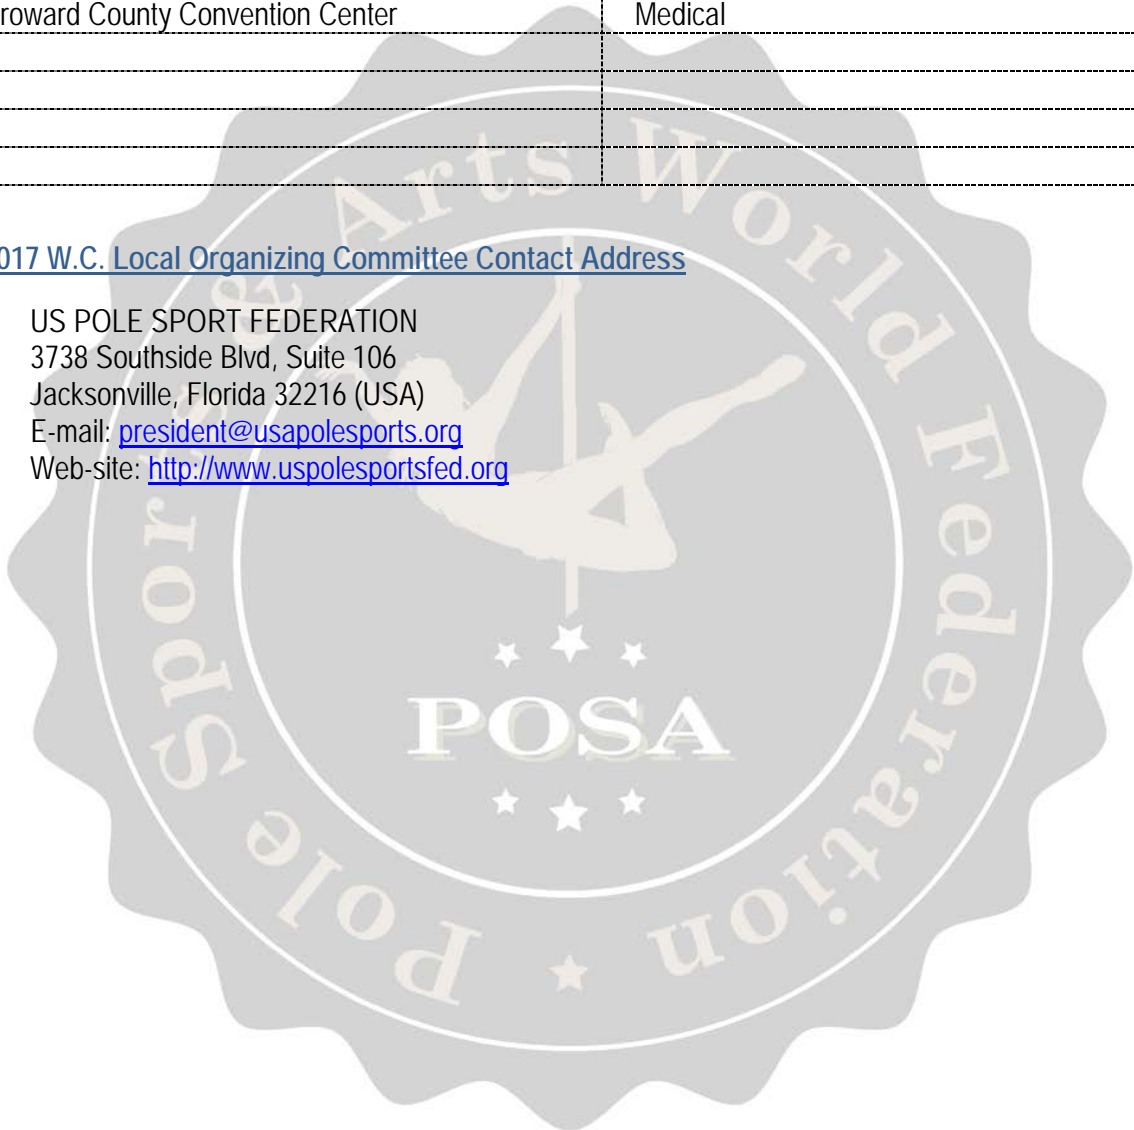 roward County Convention Center
Medical
017 W.C. Local Organizing Committee Contact Address
US POLE SPORT FEDERATION
3738 Southside Blvd, Suite 106
Jacksonville, Florida 32216 (USA)
E-mail: president@usapolesports.org
Web-site: http://www.uspolesportsfed.org
Pole Sports & Arts World Federation
POSA